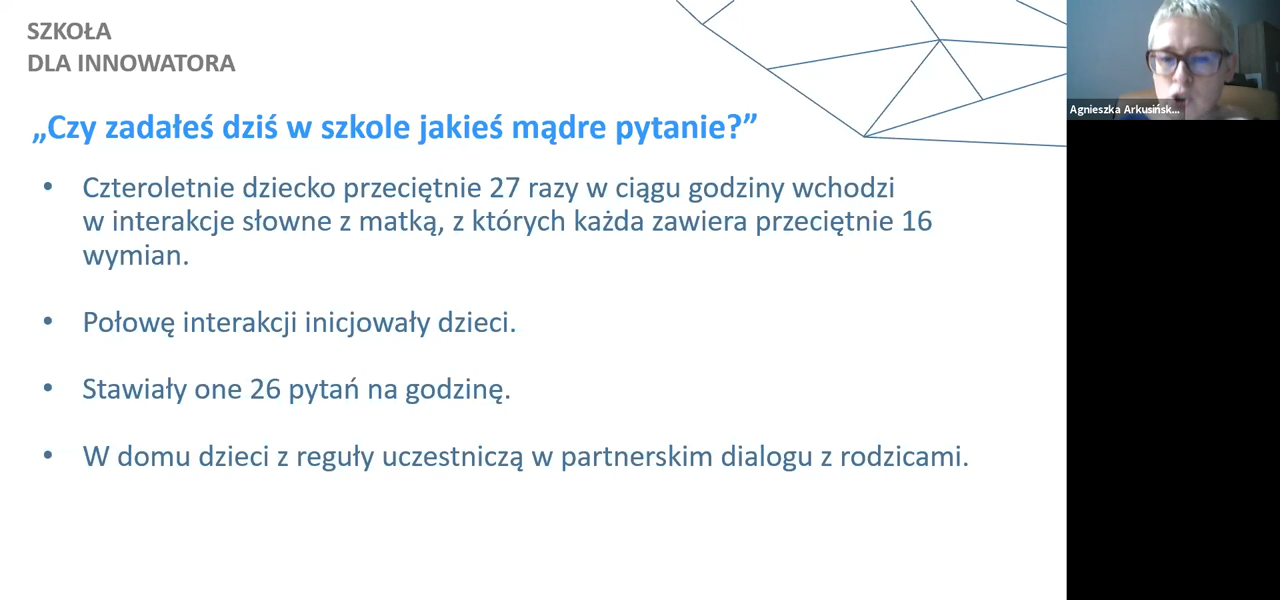 SZKOŁA
DLA INNOWATORA
„Czy zadałeś dziś w szkole jakieś mądre pytanie?”
• Czteroletnie dziecko przeciętnie 27 razy w ciągu godziny wchodzi
w interakcje słowne z matką, z których każda zawiera przeciętnie 16
wymian.
• Połowę interakcji inicjowały dzieci.
• Stawiały one 26 pytań na godzinę.
• W domu dzieci z reguły uczestniczą w partnerskim dialogu z rodzicami.
Agnieszka Arkusińsk...